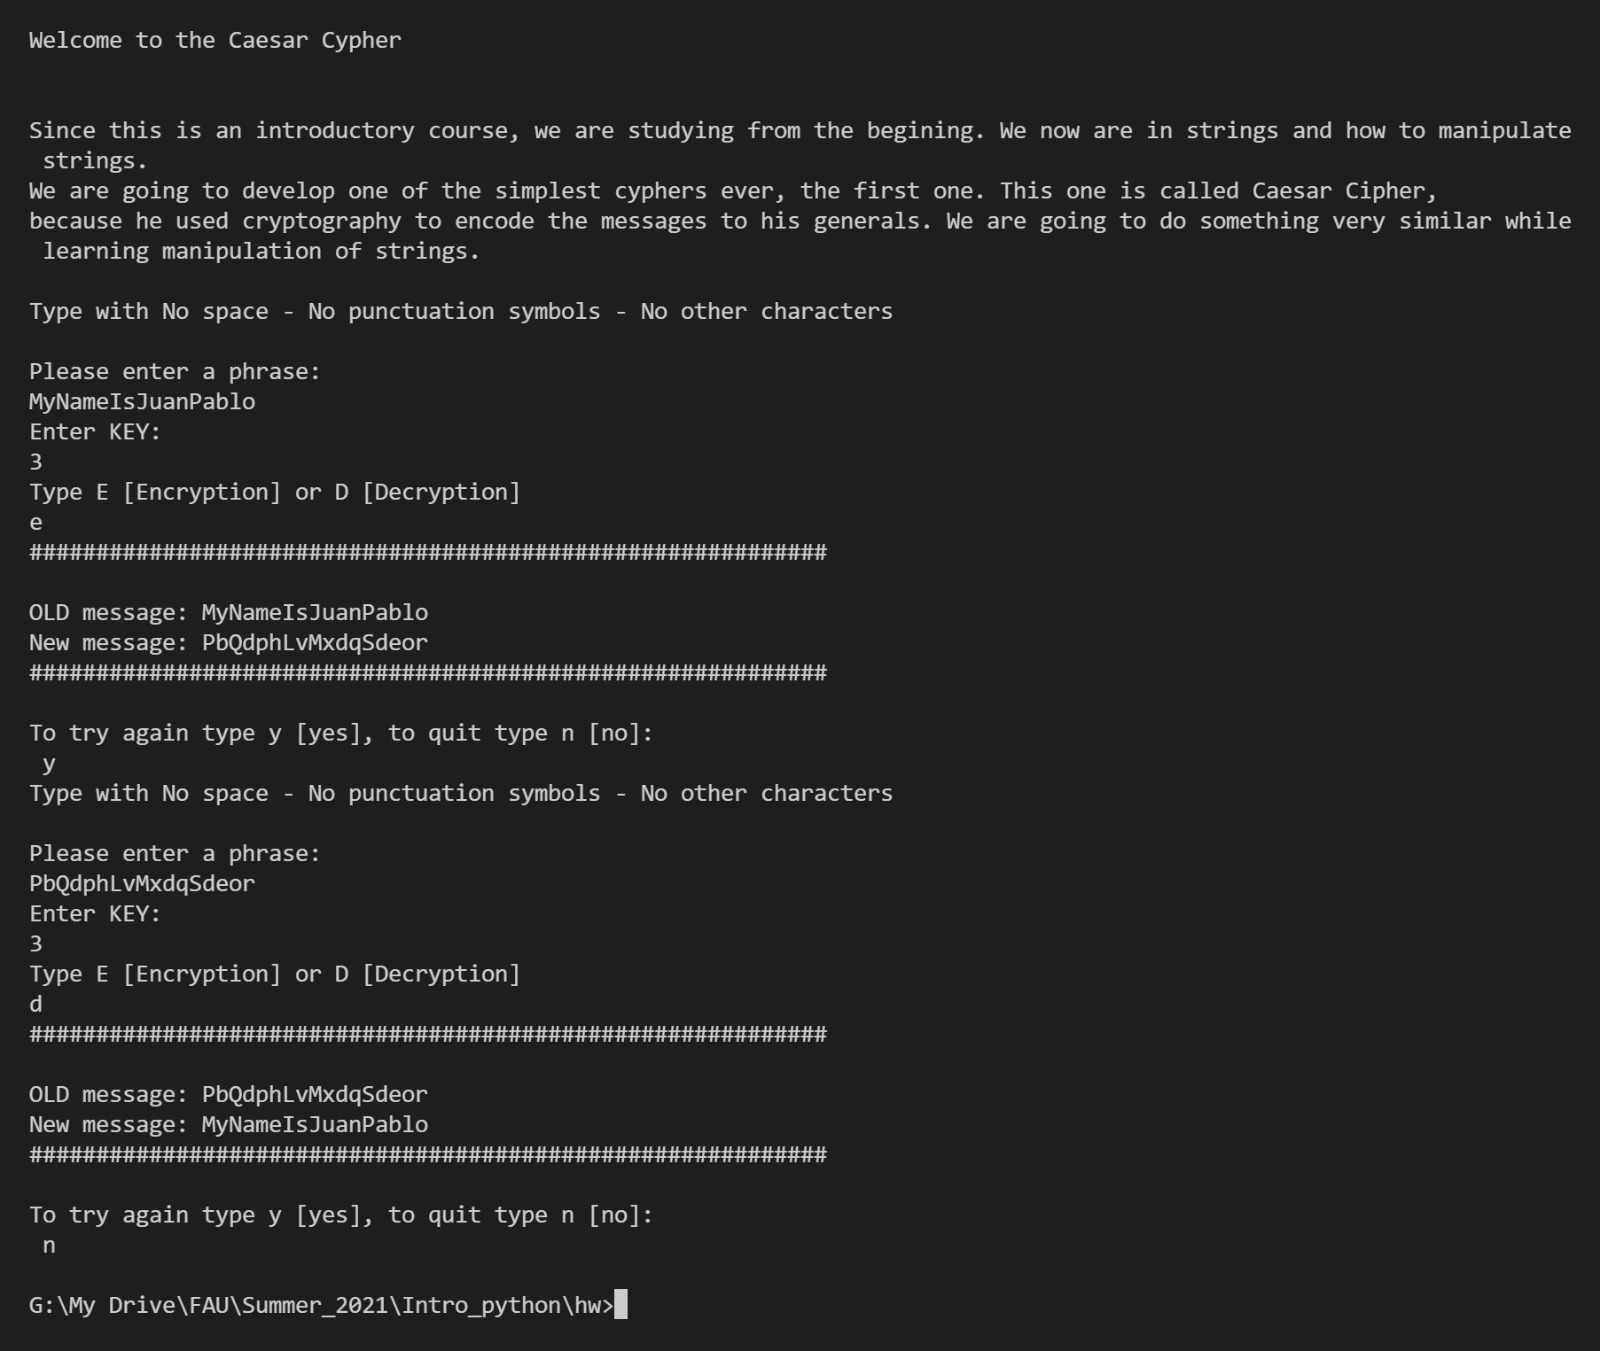 Welcome to the Caesar Cypher
Since this is an introductory course, we are studying from the begining. We now are in strings and how to manipulate
 strings.
We are going to develop one of the simplest cyphers ever, the first one. This one is called Caesar Cipher,
because he used cryptography to encode the messages to his generals. We are going to do something very similar while
 learning manipulation of strings.
Type with No space - No punctuation symbols - No other characters
Please enter a phrase:
MyNameIsJuanPablo
Enter KEY:
3
Type E [Encryption] or D [Decryption]
e
############################################################
OLD message: MyNameIsJuanPablo
New message: PbQdphLvMxdqSdeor
############################################################
To try again type y [yes], to quit type n [no]:
 y
Type with No space - No punctuation symbols - No other characters
Please enter a phrase:
PbQdphLvMxdqSdeor
Enter KEY:
3
Type E [Encryption] or D [Decryption]
d
############################################################
OLD message: PbQdphLvMxdqSdeor
New message: MyNameIsJuanPablo
############################################################
To try again type y [yes], to quit type n [no]:
 n
G:\My Drive\FAU\Summer_2021\Intro_python\hw>